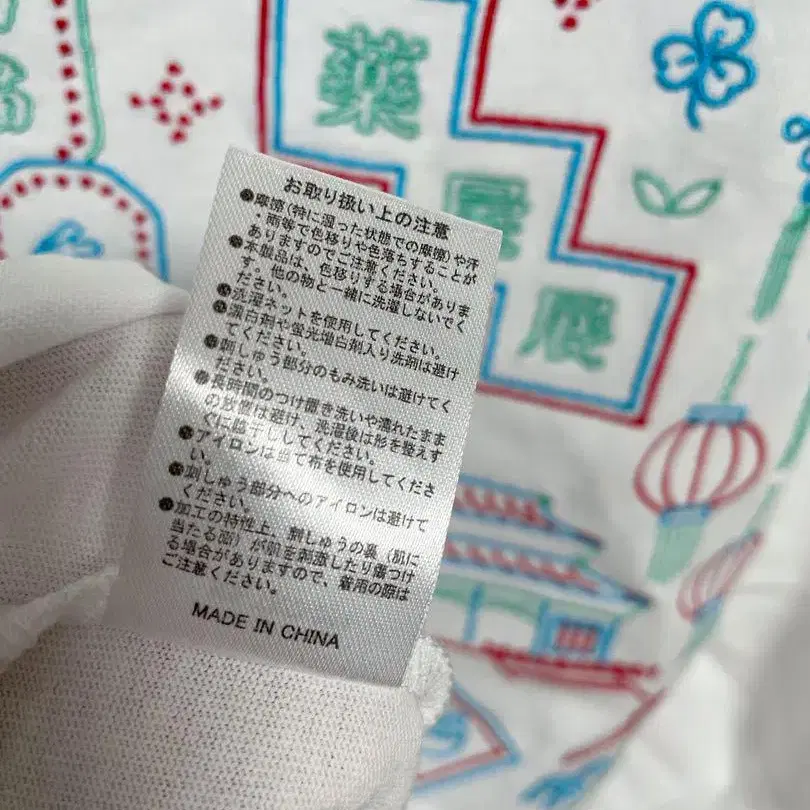 薬
屋
展
お取り扱い上の注意
●摩擦(特に湿った状態での摩擦)や汗
・雨等で色移りや色落ちすることが
ありますのでご注意ください。
●本製品は、色移りする場合がありま
す。他の物と一緒に洗濯しないでく
ださい。
●洗濯ネットを使用してください。
●漂白剤や蛍光増白剤入り洗剤は避け
てください。
●刺しゅう部分のもみ洗いは避けてく
ださい。
●長時間のつけ置き洗いや濡れたまま
の放置は避け、洗濯後は形を整えす
ぐに陰干ししてください。
●アイロンは当て布を使用してくださ
い。
●刺しゅう部分へのアイロンは避けて
ください。
●加工の特性上、刺しゅうの裏(肌に
当たる面)が肌を刺激したり傷つけ
る場合がありますので、着用の際は
ご注意ください。
MADE IN CHINA